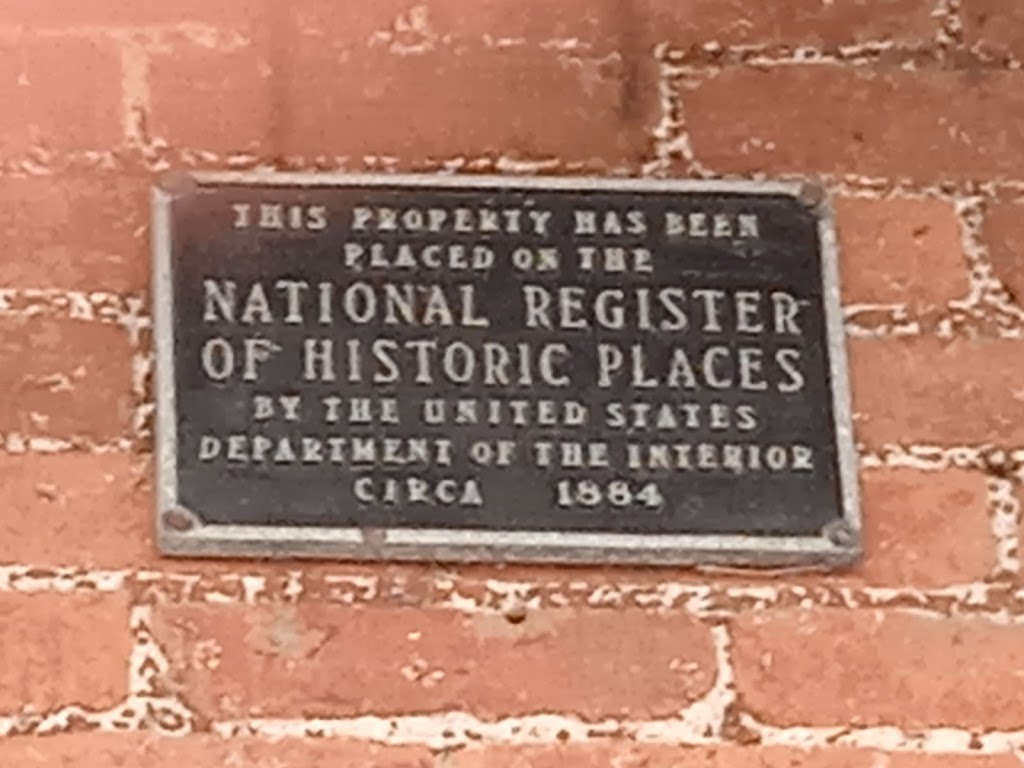 THIS PROPERTY HAS BEEN
PLACED ON THE
NATIONAL REGISTER
OF HISTORIC PLACES
BY THE UNITED STATES
DEPARTMENT OF THE INTERIOR
CIRCA 1884